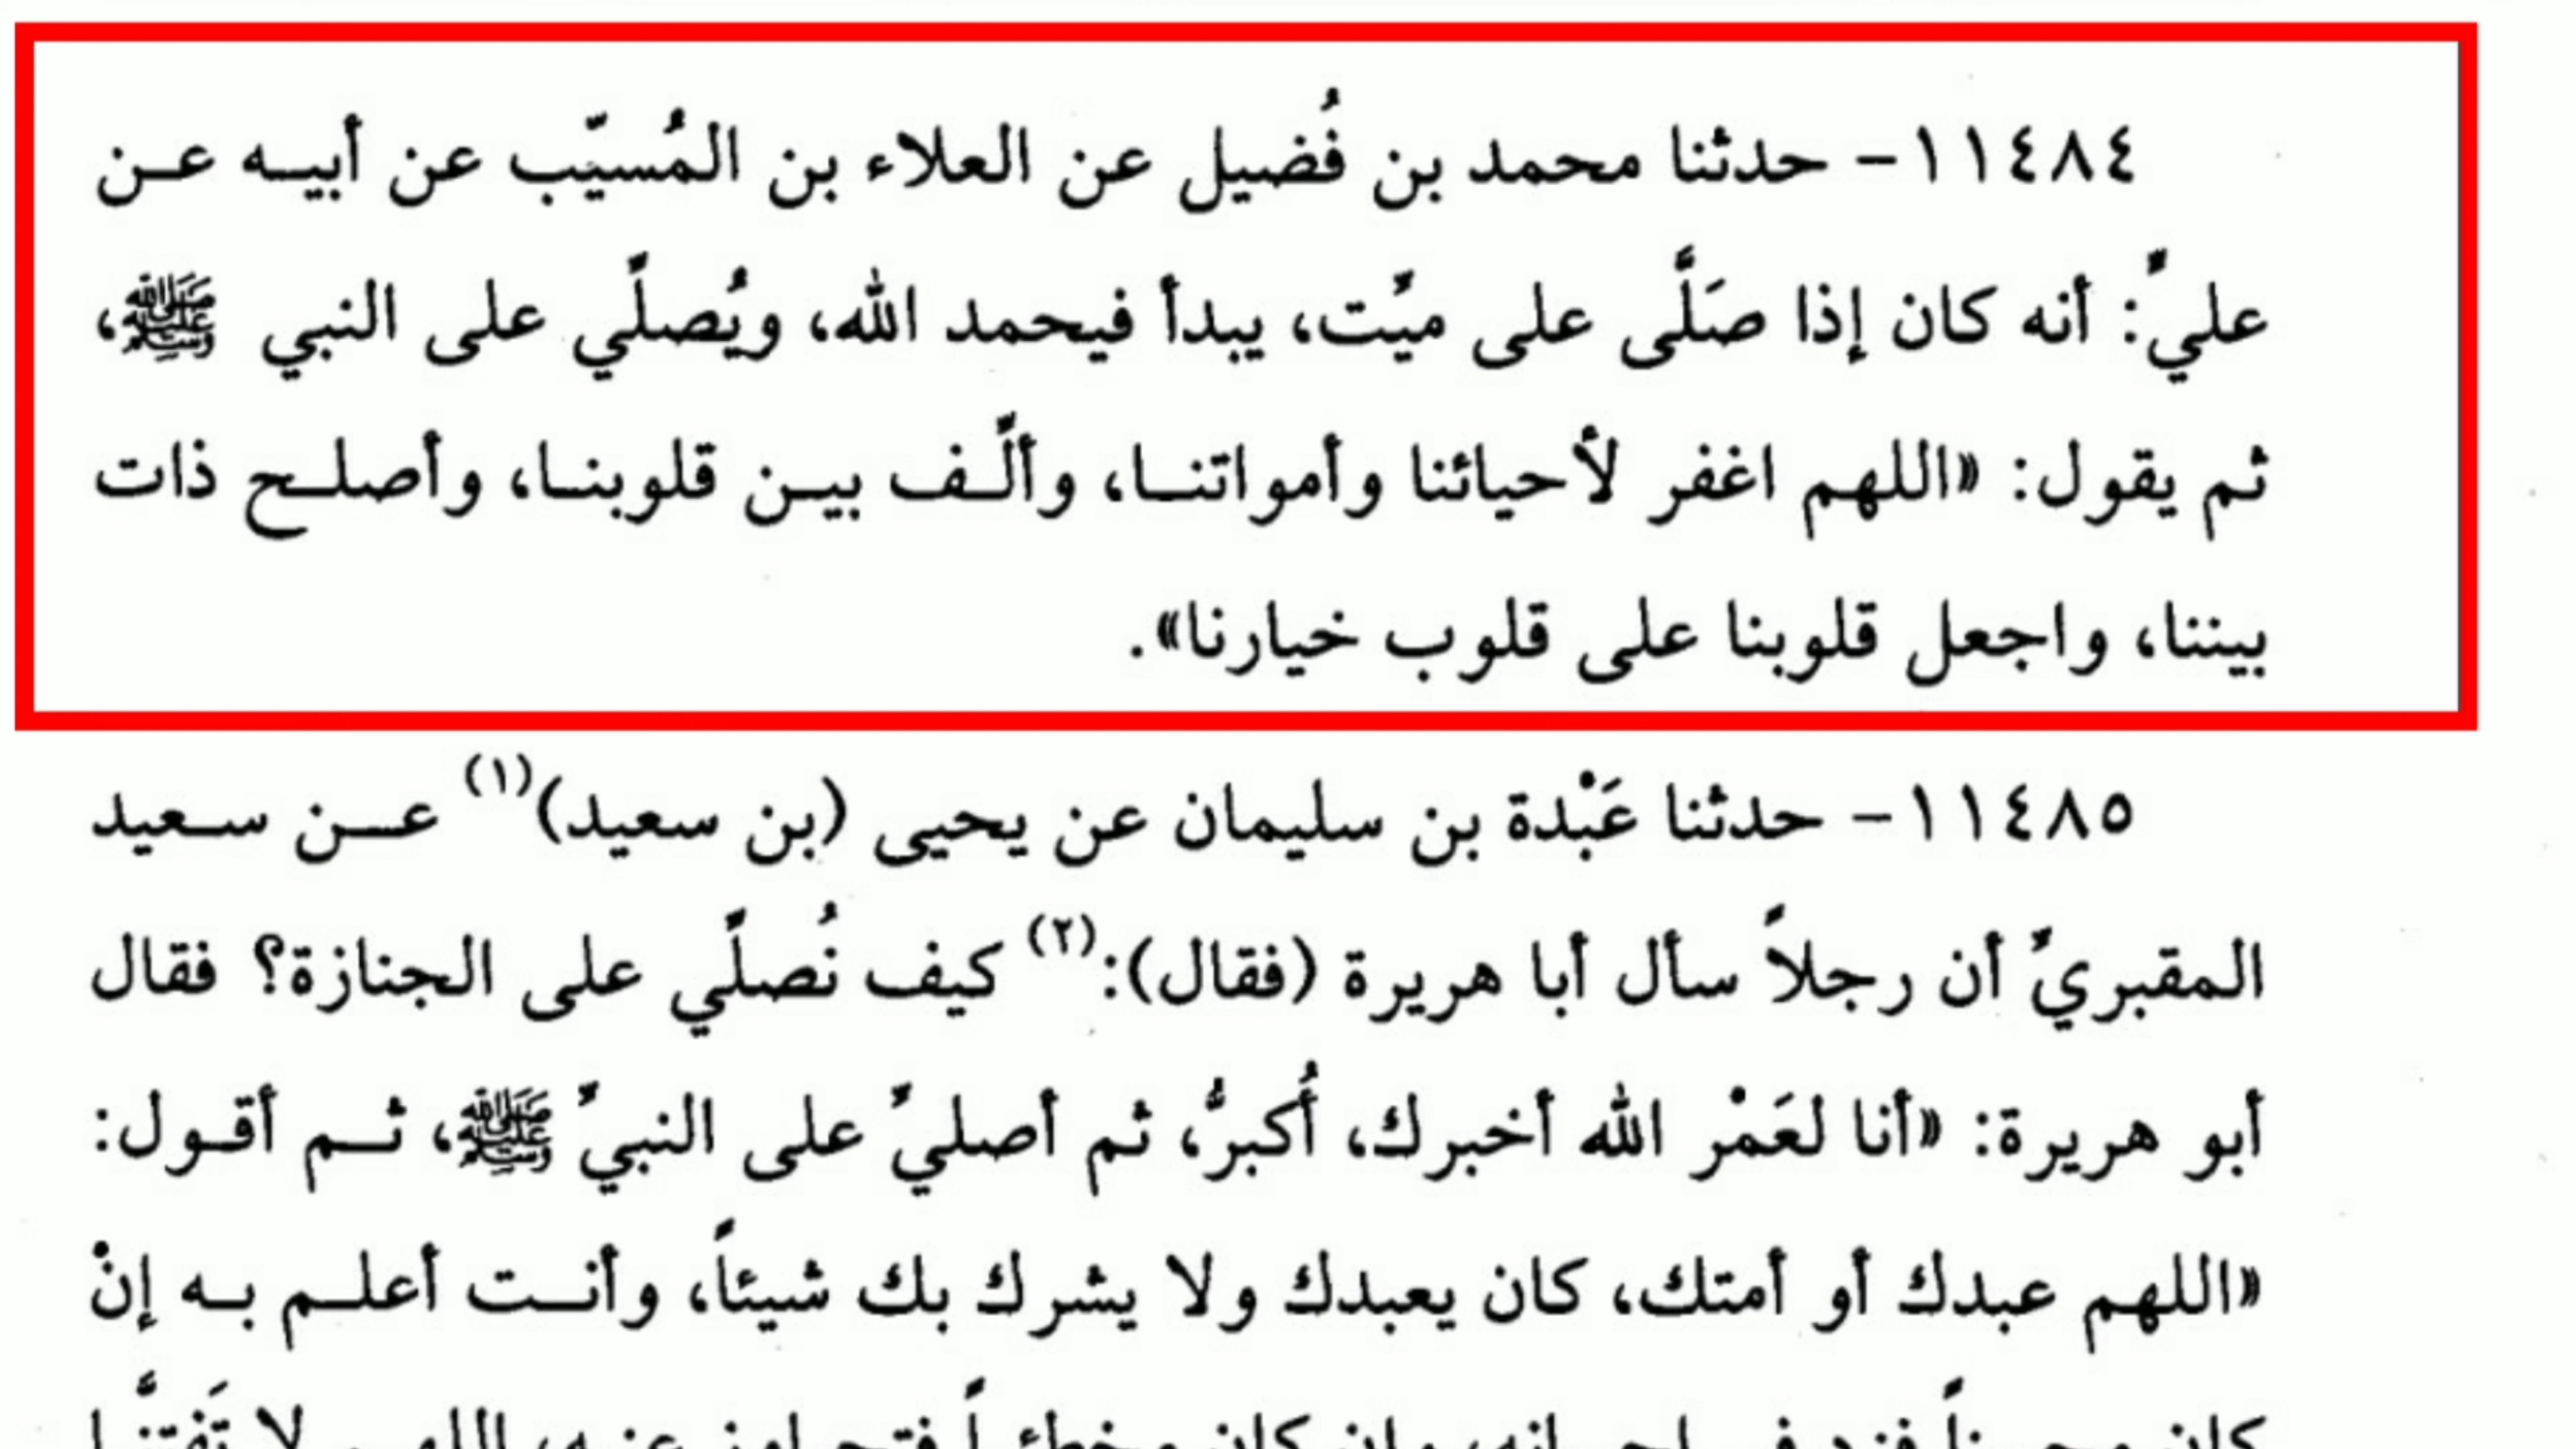 ١١٤٨٤- حدثنا محمد بن فُضيل عن العلاء بن المُسيّب عن أبيه عن
عليٍّ: أنه كان إذا صَلَّى على ميِّت، يبدأ فيحمد الله، ويُصلِّي على النبي ﷺ،
ثم يقول: «اللهم اغفر لأحيائنا وأمواتنا، وألِّف بين قلوبنا، وأصلح ذات
بيننا، واجعل قلوبنا على قلوب خيارنا».
١١٤٨٥- حدثنا عَبْدة بن سليمان عن يحيى (بن سعيد)(١) عن سعيد
المقبريِّ أن رجلاً سأل أبا هريرة (فقال):(٢) كيف نُصلِّي على الجنازة؟ فقال
أبو هريرة: «أنا لعَمْر الله أخبرك، أُكبرُّ، ثم أصليِّ على النبيِّ ﷺ، ثم أقول:
«اللهم عبدك أو أمتك، كان يعبدك ولا يشرك بك شيئاً، وأنت أعلم به إنْ